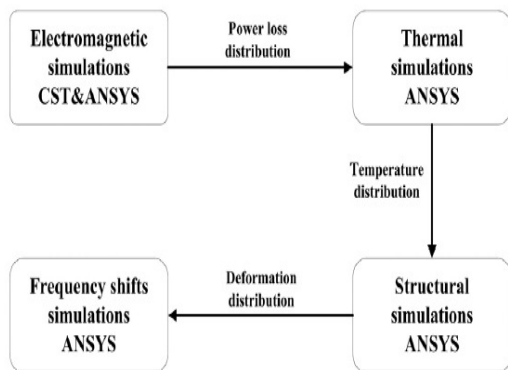 Electromagnetic
simulations
CST&ANSYS
Power loss
distribution
Thermal
simulations
ANSYS
Temperature
distribution
Frequency shifts
simulations
ANSYS
Deformation
distribution
Structural
simulations
ANSYS